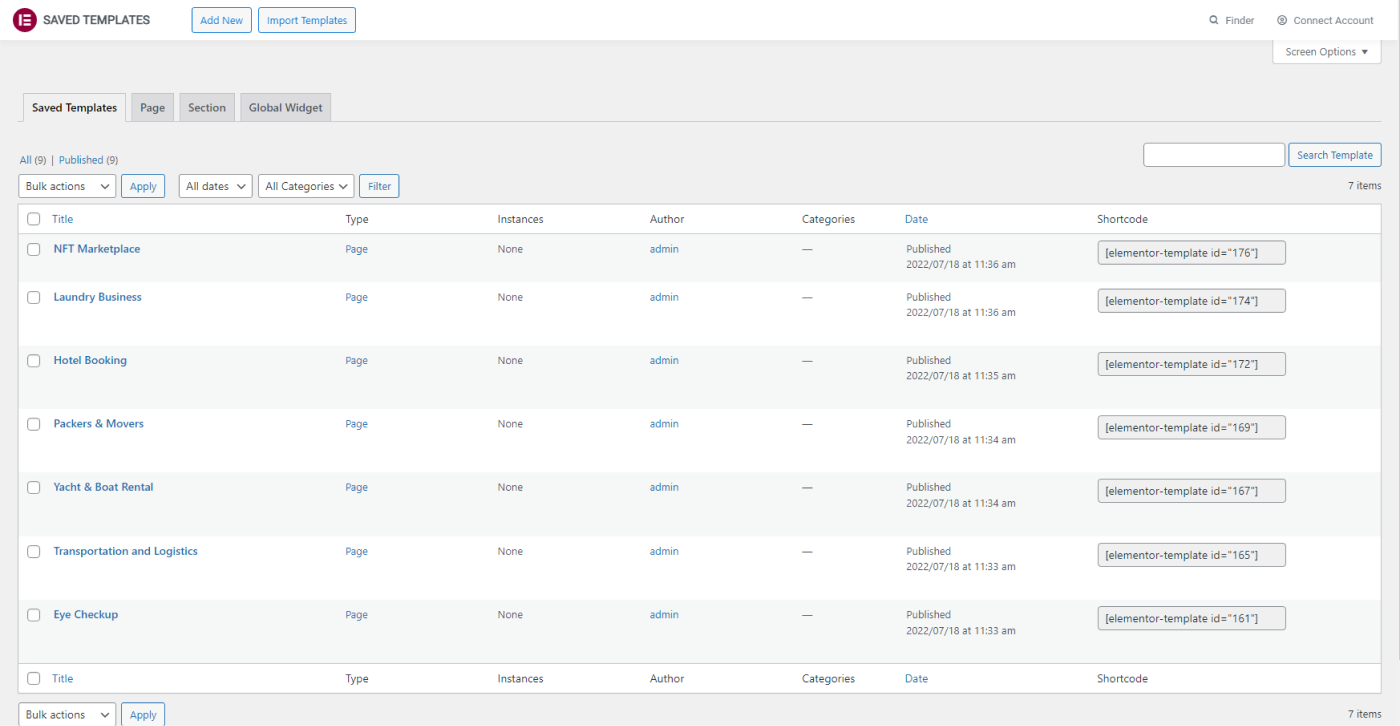 SAVED TEMPLATES Add New Import Templates Finder Connect Account
Screen Options ▼
Saved Templates Page Section Global Widget
All (9) | Published (9)
Search Template
Bulk actions Apply All dates All Categories Filter 7 items
Title Type Instances Author Categories Date Shortcode
NFT Marketplace Page None admin — Published [elementor-template id="176"]
2022/07/18 at 11:36 am
Laundry Business Page None admin — Published [elementor-template id="174"]
2022/07/18 at 11:36 am
Hotel Booking Page None admin — Published [elementor-template id="172"]
2022/07/18 at 11:35 am
Packers & Movers Page None admin — Published [elementor-template id="169"]
2022/07/18 at 11:34 am
Yacht & Boat Rental Page None admin — Published [elementor-template id="167"]
2022/07/18 at 11:34 am
Transportation and Logistics Page None admin — Published [elementor-template id="165"]
2022/07/18 at 11:33 am
Eye Checkup Page None admin — Published [elementor-template id="161"]
2022/07/18 at 11:33 am
Title Type Instances Author Categories Date Shortcode
Bulk actions Apply 7 items